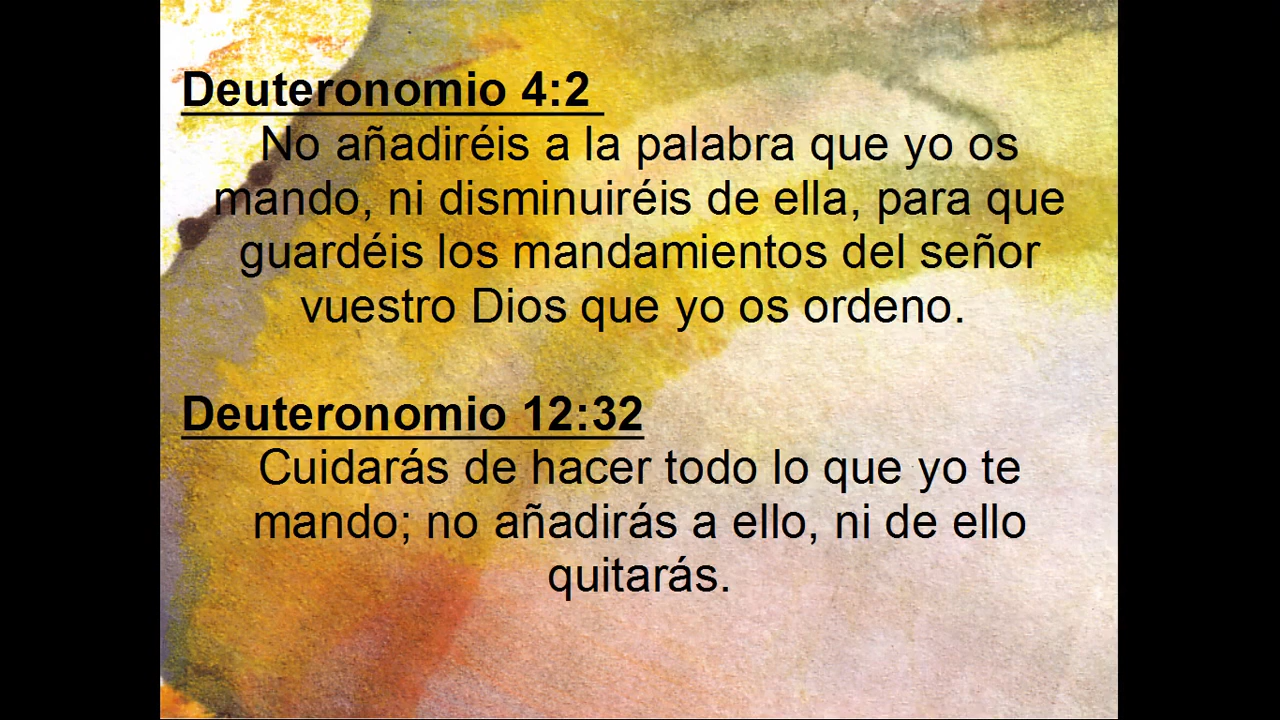 Deuteronomio 4:2
No añadiréis a la palabra que yo os
mando, ni disminuiréis de ella, para que
guardéis los mandamientos del señor
vuestro Dios que yo os ordeno.
Deuteronomio 12:32
Cuidarás de hacer todo lo que yo te
mando; no añadirás a ello, ni de ello
quitarás.